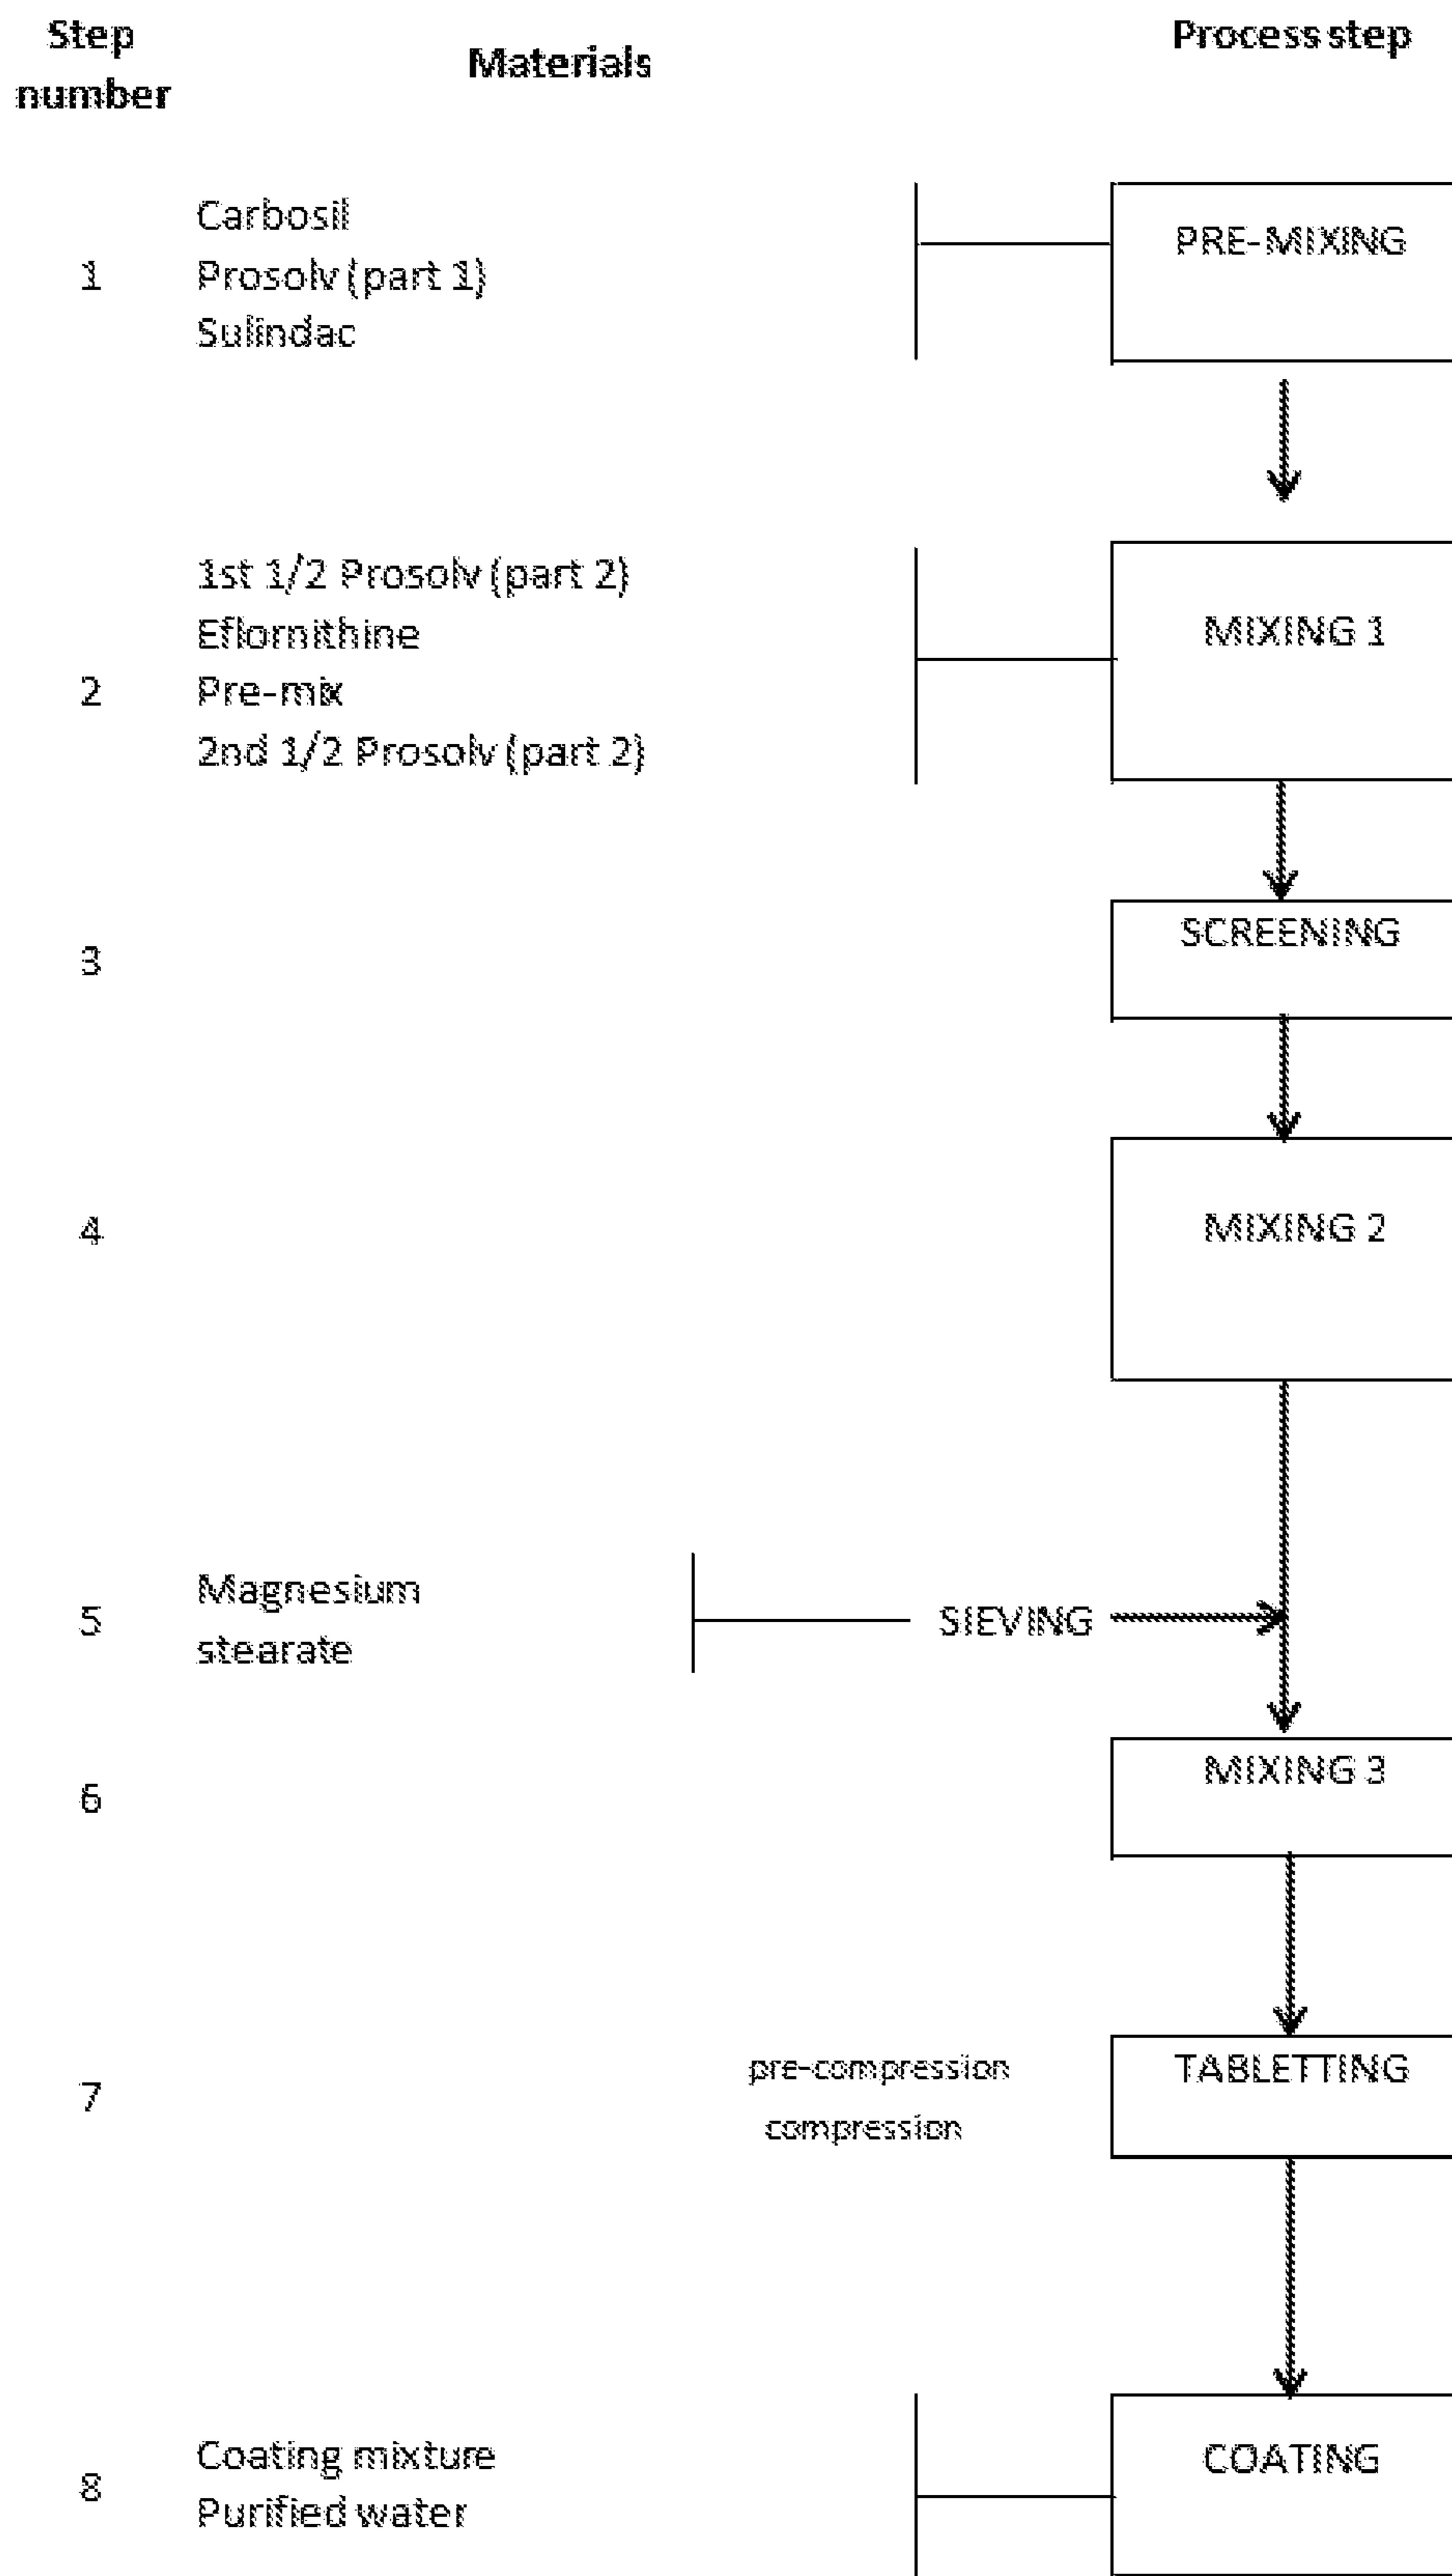 Step
number
Materials
Process step
1
Carbosil
Prosolv (part 1)
Sulindac
PRE-MIXING
2
1st 1/2 Prosolv (part 2)
Eflornithine
Pre-mix
2nd 1/2 Prosolv (part 2)
MIXING 1
3
SCREENING
4
MIXING 2
5
Magnesium
stearate
SIEVING
6
MIXING 3
7
pre-compression
compression
TABLETTING
8
Coating mixture
Purified water
COATING